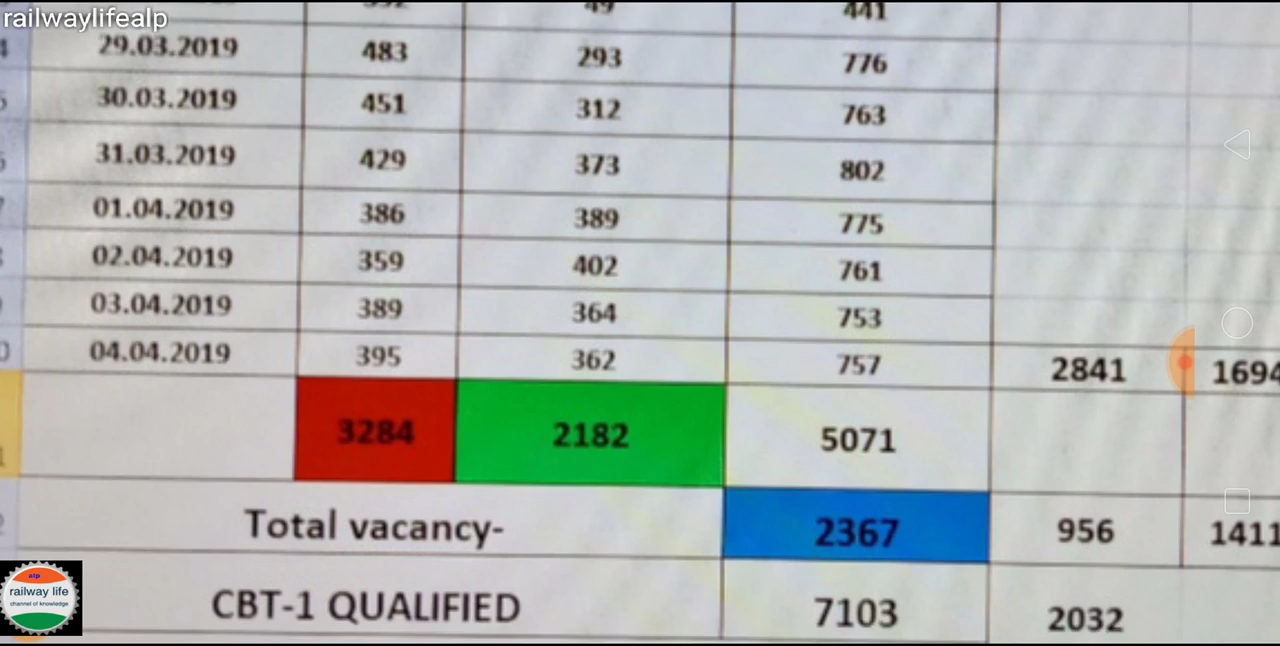 railwaylifealp
49 441
29.03.2019 483 293 776
30.03.2019 451 312 763
31.03.2019 429 373 802
01.04.2019 386 389 775
02.04.2019 359 402 761
03.04.2019 389 364 753
04.04.2019 395 362 757 2841 1694
3284 2182 5071
Total vacancy- 2367 956 1411
CBT-1 QUALIFIED 7103 2032
alp
railway life
channel of knowledge